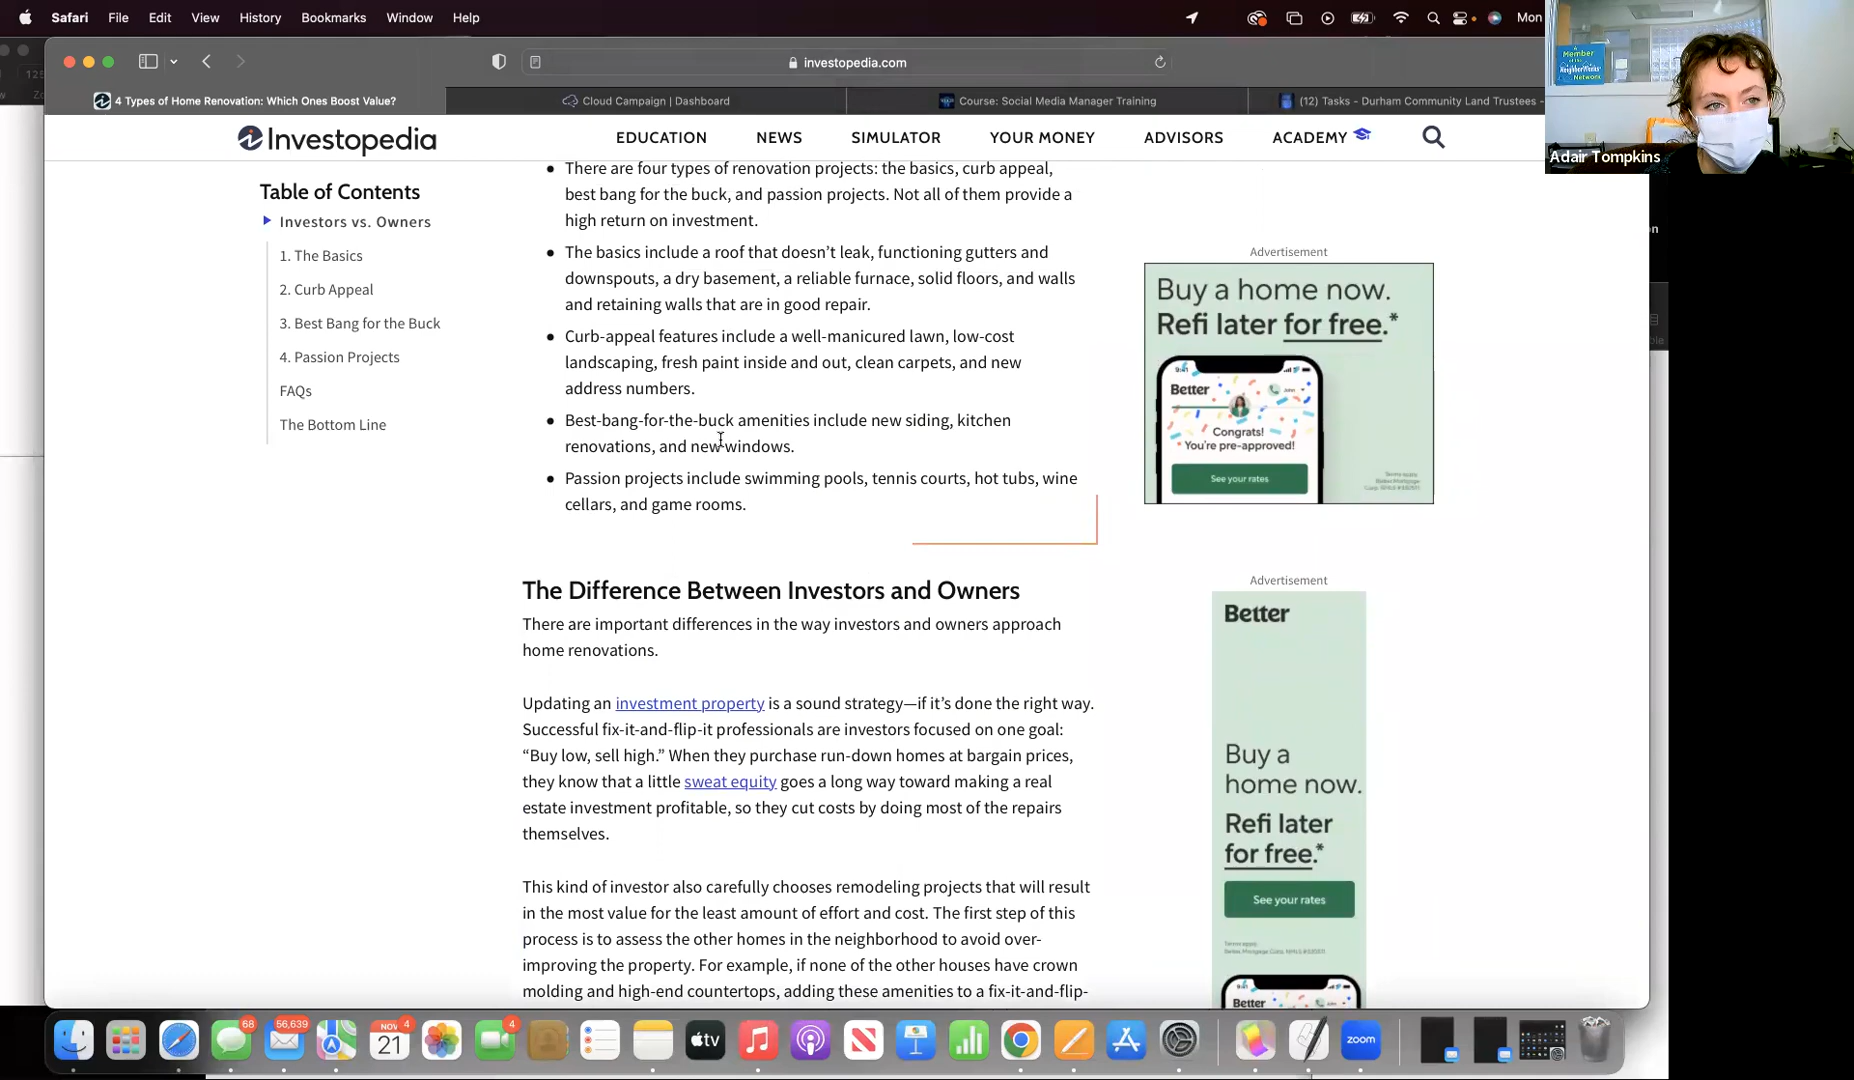 Safari File Edit View History Bookmarks Window Help Mon
investopedia.com
4 Types of Home Renovation: Which Ones Boost Value? Cloud Campaign | Dashboard Course: Social Media Manager Training (12) Tasks - Durham Community Land Trustees -
Investopedia EDUCATION NEWS SIMULATOR YOUR MONEY ADVISORS ACADEMY
A Member of the NeighborWorks Network
Adair Tompkins
Table of Contents
Investors vs. Owners
1. The Basics
2. Curb Appeal
3. Best Bang for the Buck
4. Passion Projects
FAQs
The Bottom Line
• There are four types of renovation projects: the basics, curb appeal,
best bang for the buck, and passion projects. Not all of them provide a
high return on investment.
• The basics include a roof that doesn’t leak, functioning gutters and
downspouts, a dry basement, a reliable furnace, solid floors, and walls
and retaining walls that are in good repair.
• Curb-appeal features include a well-manicured lawn, low-cost
landscaping, fresh paint inside and out, clean carpets, and new
address numbers.
• Best-bang-for-the-buck amenities include new siding, kitchen
renovations, and new windows.
• Passion projects include swimming pools, tennis courts, hot tubs, wine
cellars, and game rooms.
The Difference Between Investors and Owners
There are important differences in the way investors and owners approach
home renovations.
Updating an investment property is a sound strategy—if it’s done the right way.
Successful fix-it-and-flip-it professionals are investors focused on one goal:
“Buy low, sell high.” When they purchase run-down homes at bargain prices,
they know that a little sweat equity goes a long way toward making a real
estate investment profitable, so they cut costs by doing most of the repairs
themselves.
This kind of investor also carefully chooses remodeling projects that will result
in the most value for the least amount of effort and cost. The first step of this
process is to assess the other homes in the neighborhood to avoid over-
improving the property. For example, if none of the other houses have crown
molding and high-end countertops, adding these amenities to a fix-it-and-flip-
Advertisement
Buy a home now.
Refi later for free.*
9:41
Better John
Congrats!
You're pre-approved!
See your rates
Advertisement
Better
Buy a
home now.
Refi later
for free.*
See your rates
Better
68 56,639 NOV 21 4 4 tv zoom